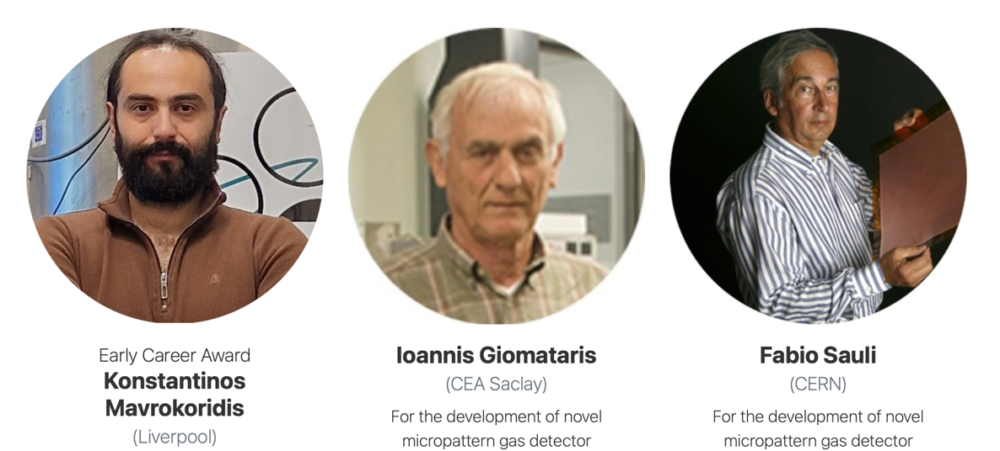 Early Career Award
Konstantinos
Mavrokoridis
(Liverpool)
Ioannis Giomataris
(CEA Saclay)
For the development of novel
micropattern gas detector
Fabio Sauli
(CERN)
For the development of novel
micropattern gas detector